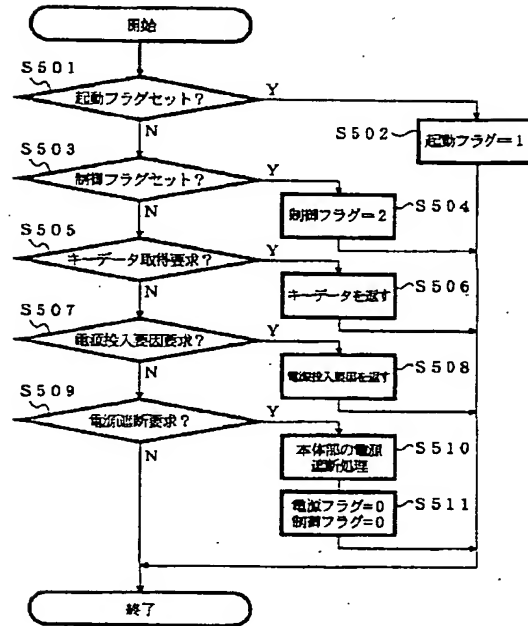 開始
S501
起動フラグセット?
Y
N
S502
起動フラグ=1
S503
制御フラグセット?
Y
N
制御フラグ=2
S504
S505
キーデータ取得要求?
Y
N
キーデータを返す
S506
S507
電源投入要因要求?
Y
N
電源投入要因を返す
S508
S509
電源遮断要求?
Y
N
本体部の電源
遮断処理
S510
電源フラグ=0
制御フラグ=0
S511
終了